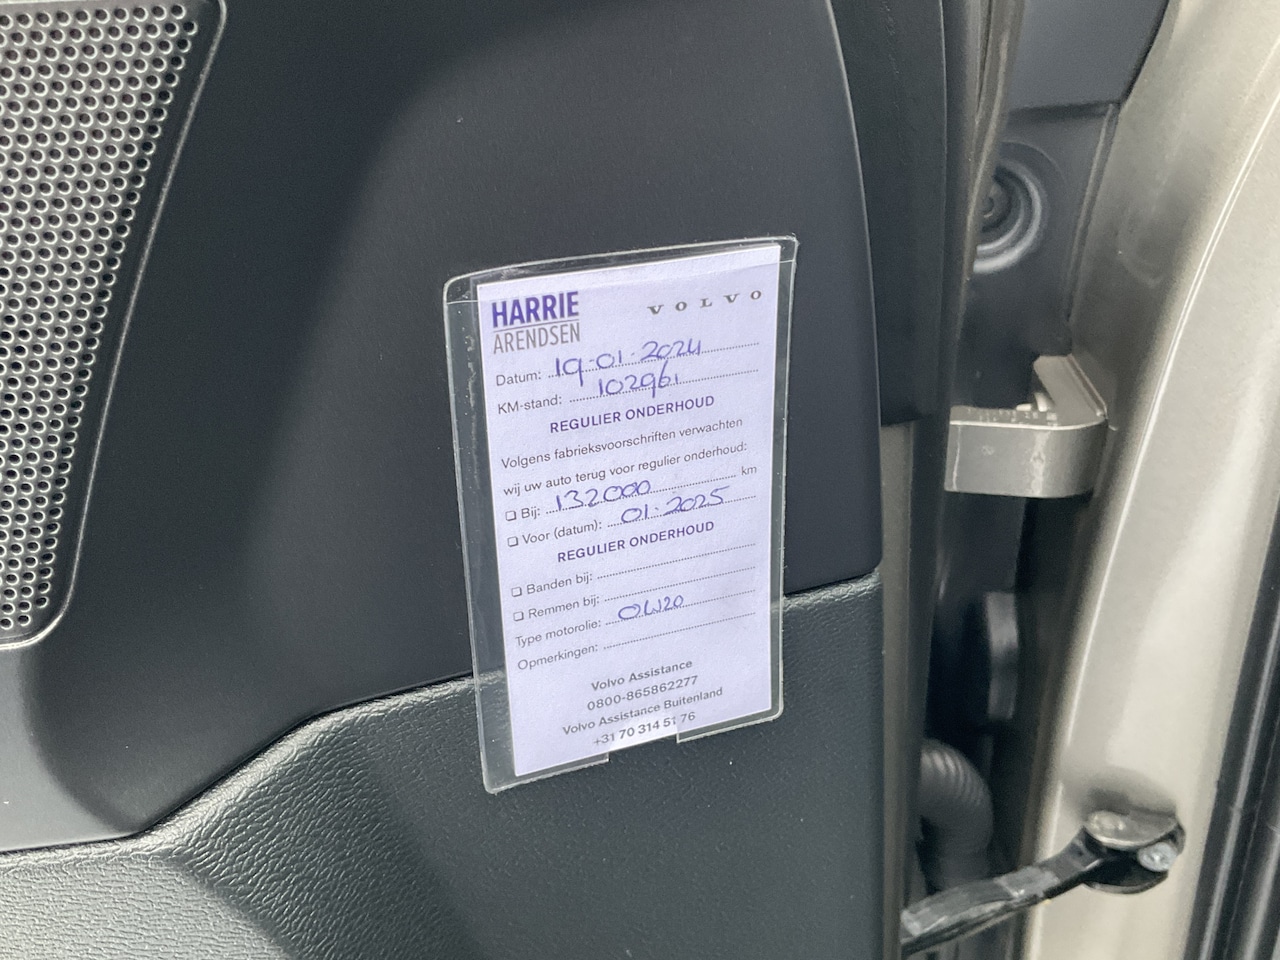 HARRIE
ARENDSEN
VOLVO
Datum: 19-01-2024
KM-stand: 102961
REGULIER ONDERHOUD
Volgens fabrieksvoorschriften verwachten
wij uw auto terug voor regulier onderhoud:
❑ Bij: 132000 km
❑ Voor (datum): 01-2025
REGULIER ONDERHOUD
❑ Banden bij:
❑ Remmen bij:
Type motorolie: 0W20
Opmerkingen:
Volvo Assistance
0800-865862277
Volvo Assistance Buitenland
+31 70 314 51 76